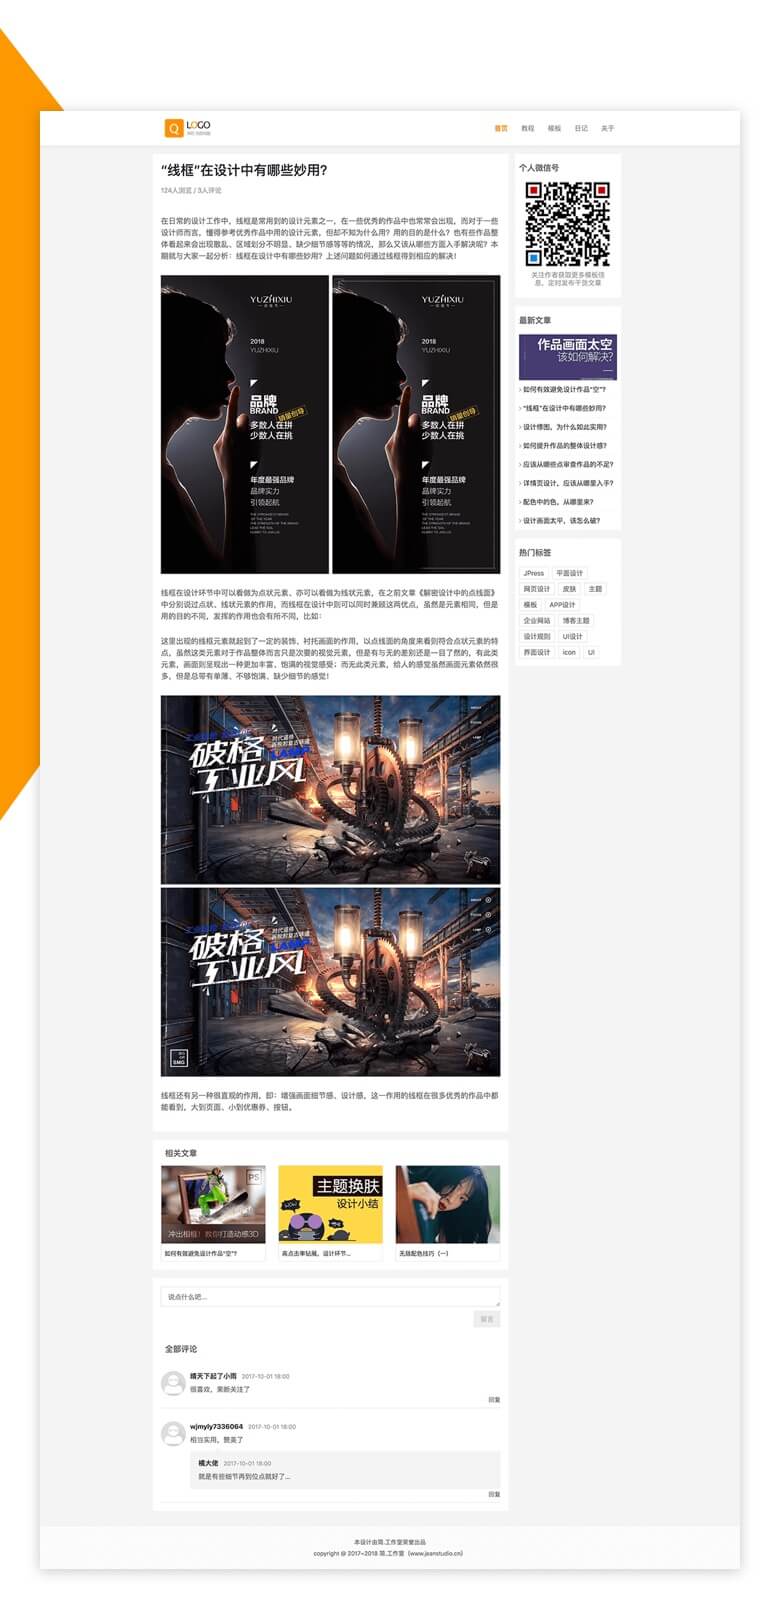 Q LOGO
首页 教程 模板 日记 关于
“线框”在设计中有哪些妙用?
124人浏览 / 3人评论
在日常的设计工作中，线框是常用到的设计元素之一，在一些优秀的作品中也常常会出现，而对于一些
设计师而言，懂得参考优秀作品中用的设计元素，但却不知为什么用？用的目的是什么？也有些作品整
体看起来会出现散乱、区域划分不明显、缺少细节感等等的情况，那么又该从哪些方面入手解决呢？本
期就与大家一起分析：线框在设计中有哪些妙用？上述问题如何通过线框得到相应的解决！
YUZHIXIU
2018
YUZHIXIU
品牌
BRAND
销量创导
多数人在拼
少数人在挑
年度最强品牌
品牌实力
引领起航
YUZHIXIU
2018
YUZHIXIU
品牌
BRAND
销量创导
多数人在拼
少数人在挑
年度最强品牌
品牌实力
引领起航
线框在设计环节中可以看做为点状元素、亦可以看做为线状元素，在之前文章《解密设计中的点线面》
中分别说过点状、线状元素的作用，而线框在设计中则可以同时兼顾这两优点，虽然是元素相同，但是
用的目的不同，发挥的作用也会有所不同，比如：
这里出现的线框元素就起到了一定的装饰、衬托画面的作用，以点线面的角度来看则符合点状元素的特
点，虽然这类元素对于作品整体而言只是次要的视觉元素，但是有与无的差别还是一目了然的，有此类
元素，画面则呈现出一种更加丰富、饱满的视觉感受；而无此类元素，给人的感觉虽然画面元素依然很
多，但是总带有单薄、不够饱满、缺少细节的感觉！
破格
工业风
LAMP
破格
工业风
LAMP
SMG
线框还有另一种很直观的作用，即：增强画面细节感、设计感，这一作用的线框在很多优秀的作品中都
能看到，大到页面、小到优惠券、按钮。
相关文章
PS
冲出相框！教你打造动感3D
如何有效避免设计作品“空”？
主题换肤
设计小结
高点击率钻展，设计环节...
无敌配色技巧（一）
说点什么吧...
留言
全部评论
晴天下起了小雨 2017-10-01 18:00
很喜欢，果断关注了
回复
wjmyly7336064 2017-10-01 18:00
相当实用，赞美了
橘大佬 2017-10-01 18:00
就是有些细节再到位点就好了...
回复
个人微信号
关注作者获取更多模板信
息，定时发布干货文章
最新文章
作品画面太空
该如何解决?
› 如何有效避免设计作品“空”？
› “线框”在设计中有哪些妙用？
› 设计修图，为什么如此实用？
› 如何提升作品的整体设计感？
› 应该从哪些点审查作品的不足？
› 详情页设计，应该从哪里入手？
› 配色中的色，从哪里来？
› 设计画面太平，该怎么破？
热门标签
JPress 平面设计
网页设计 皮肤 主题
模板 APP设计
企业网站 博客主题
设计规则 UI设计
界面设计 icon UI
本设计由简.工作室荣誉出品
copyright @ 2017~2018 简.工作室（www.jeanstudio.cn）